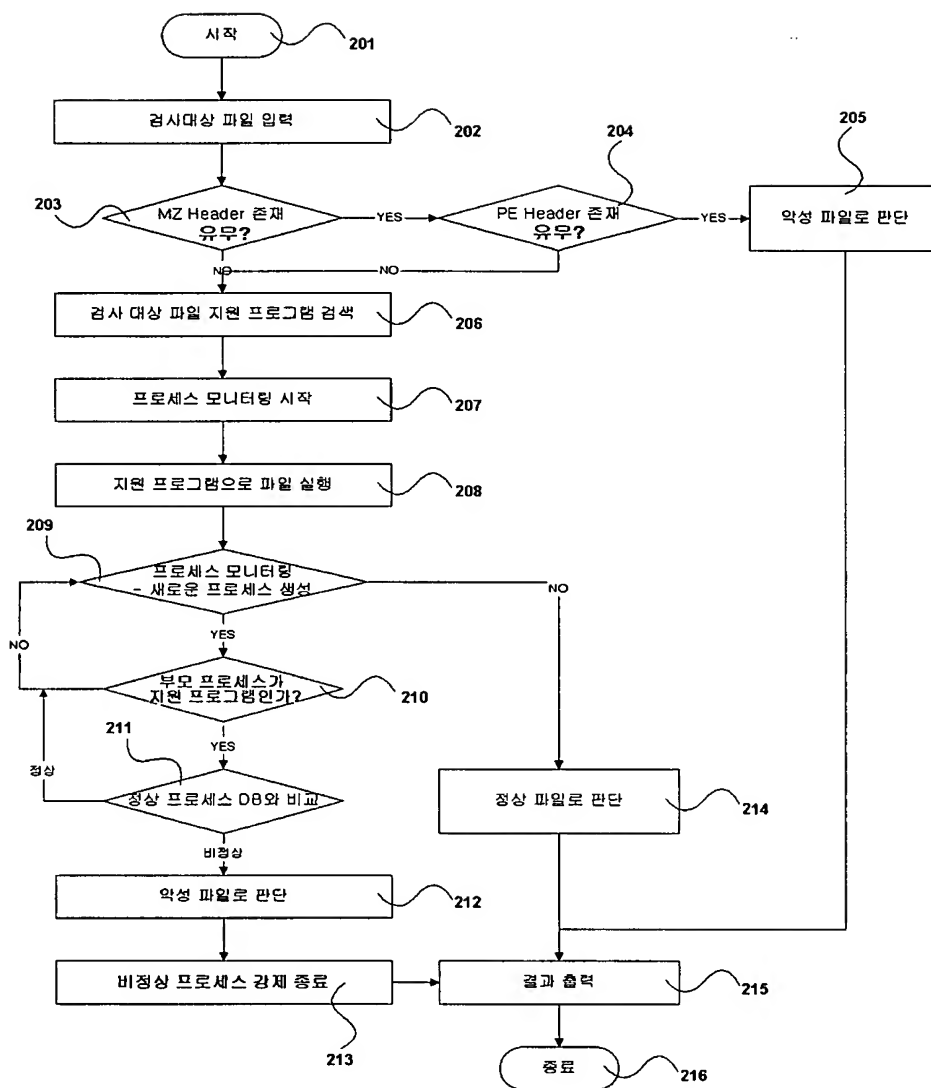 시작
201
검사대상 파일 입력
202
203
MZ Header 존재
유무?
YES
204
PE Header 존재
유무?
YES
205
악성 파일로 판단
NO
NO
검사 대상 파일 지원 프로그램 검색
206
프로세스 모니터링 시작
207
지원 프로그램으로 파일 실행
208
209
프로세스 모니터링
- 새로운 프로세스 생성
NO
YES
NO
부모 프로세스가
지원 프로그램인가?
210
211
YES
정상
정상 프로세스 DB와 비교
비정상
정상 파일로 판단
214
악성 파일로 판단
212
비정상 프로세스 강제 종료
213
결과 출력
215
종료
216